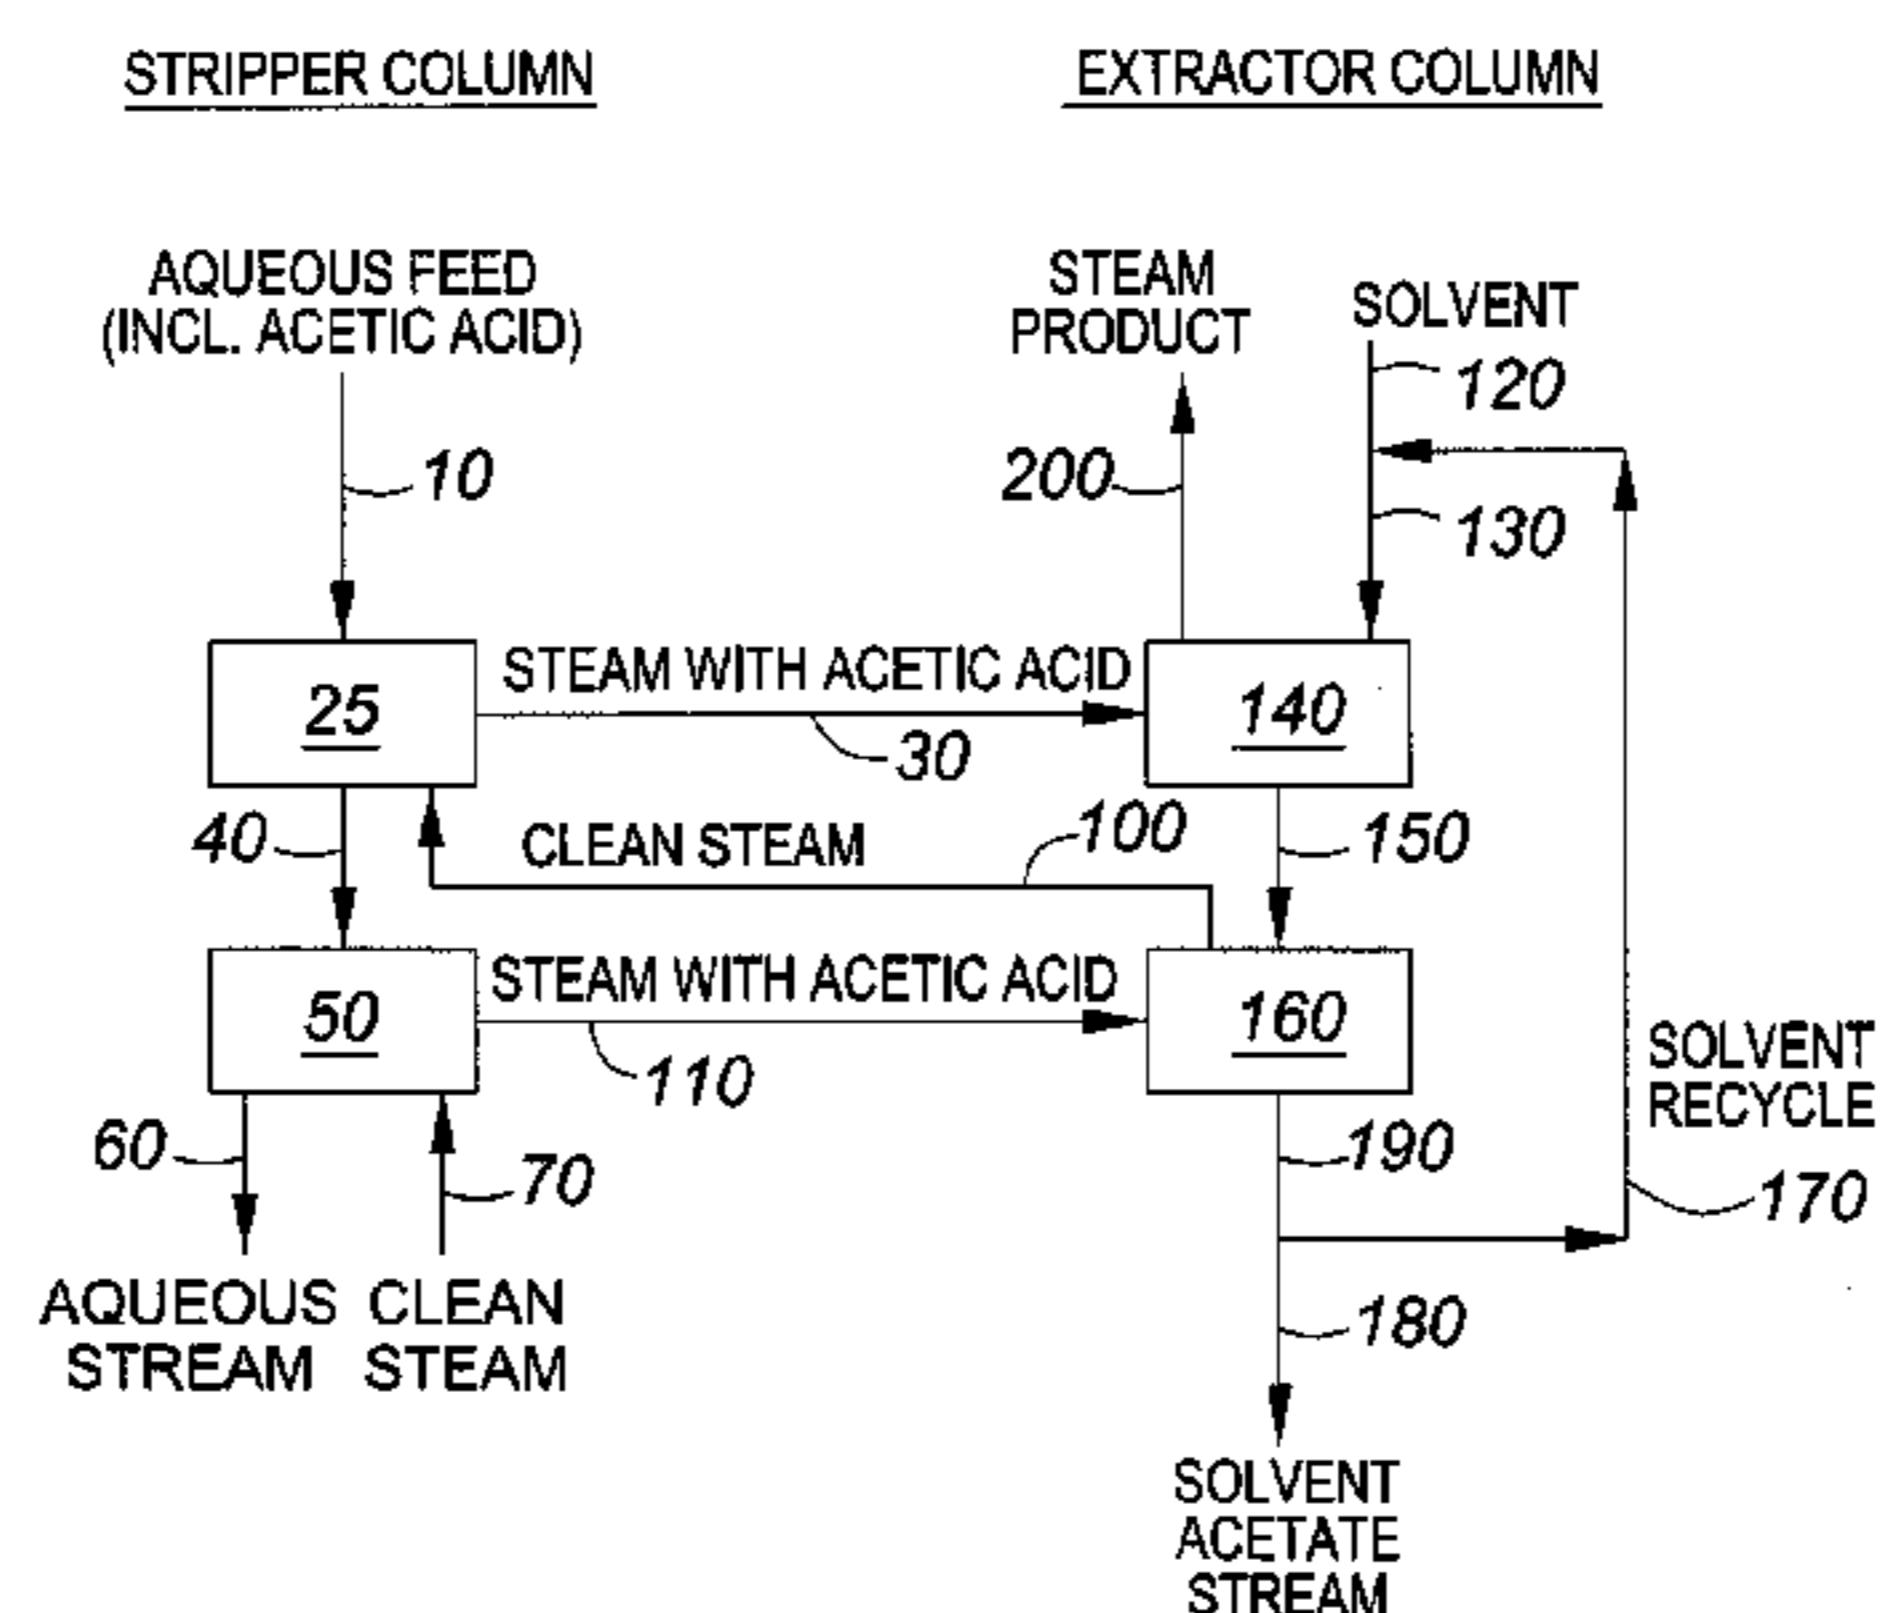 STRIPPER COLUMN
EXTRACTOR COLUMN
AQUEOUS FEED
(INCL. ACETIC ACID)
STEAM
PRODUCT
SOLVENT
120
10
200
130
25
STEAM WITH ACETIC ACID
30
140
40
CLEAN STEAM
100
150
50
STEAM WITH ACETIC ACID
110
160
SOLVENT
RECYCLE
60
70
190
170
AQUEOUS
STREAM
CLEAN
STEAM
180
SOLVENT
ACETATE
STREAM